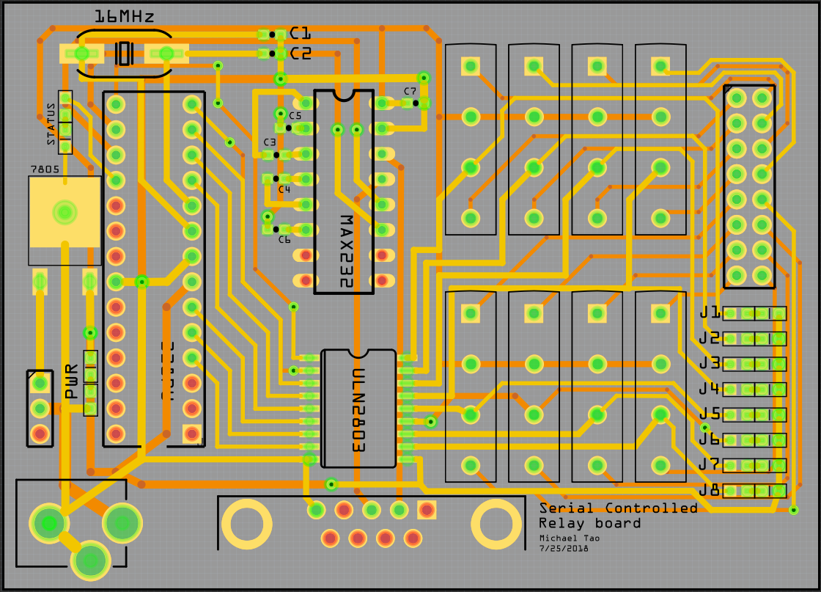 16MHz
C1
C2
STATUS
C7
C5
7805
C3
C4
MAX232
C6
J1
J2
J3
PWR
ULN2803
J4
J5
J6
J7
J8
Serial Controlled
Relay board
Michael Tao
7/25/2018